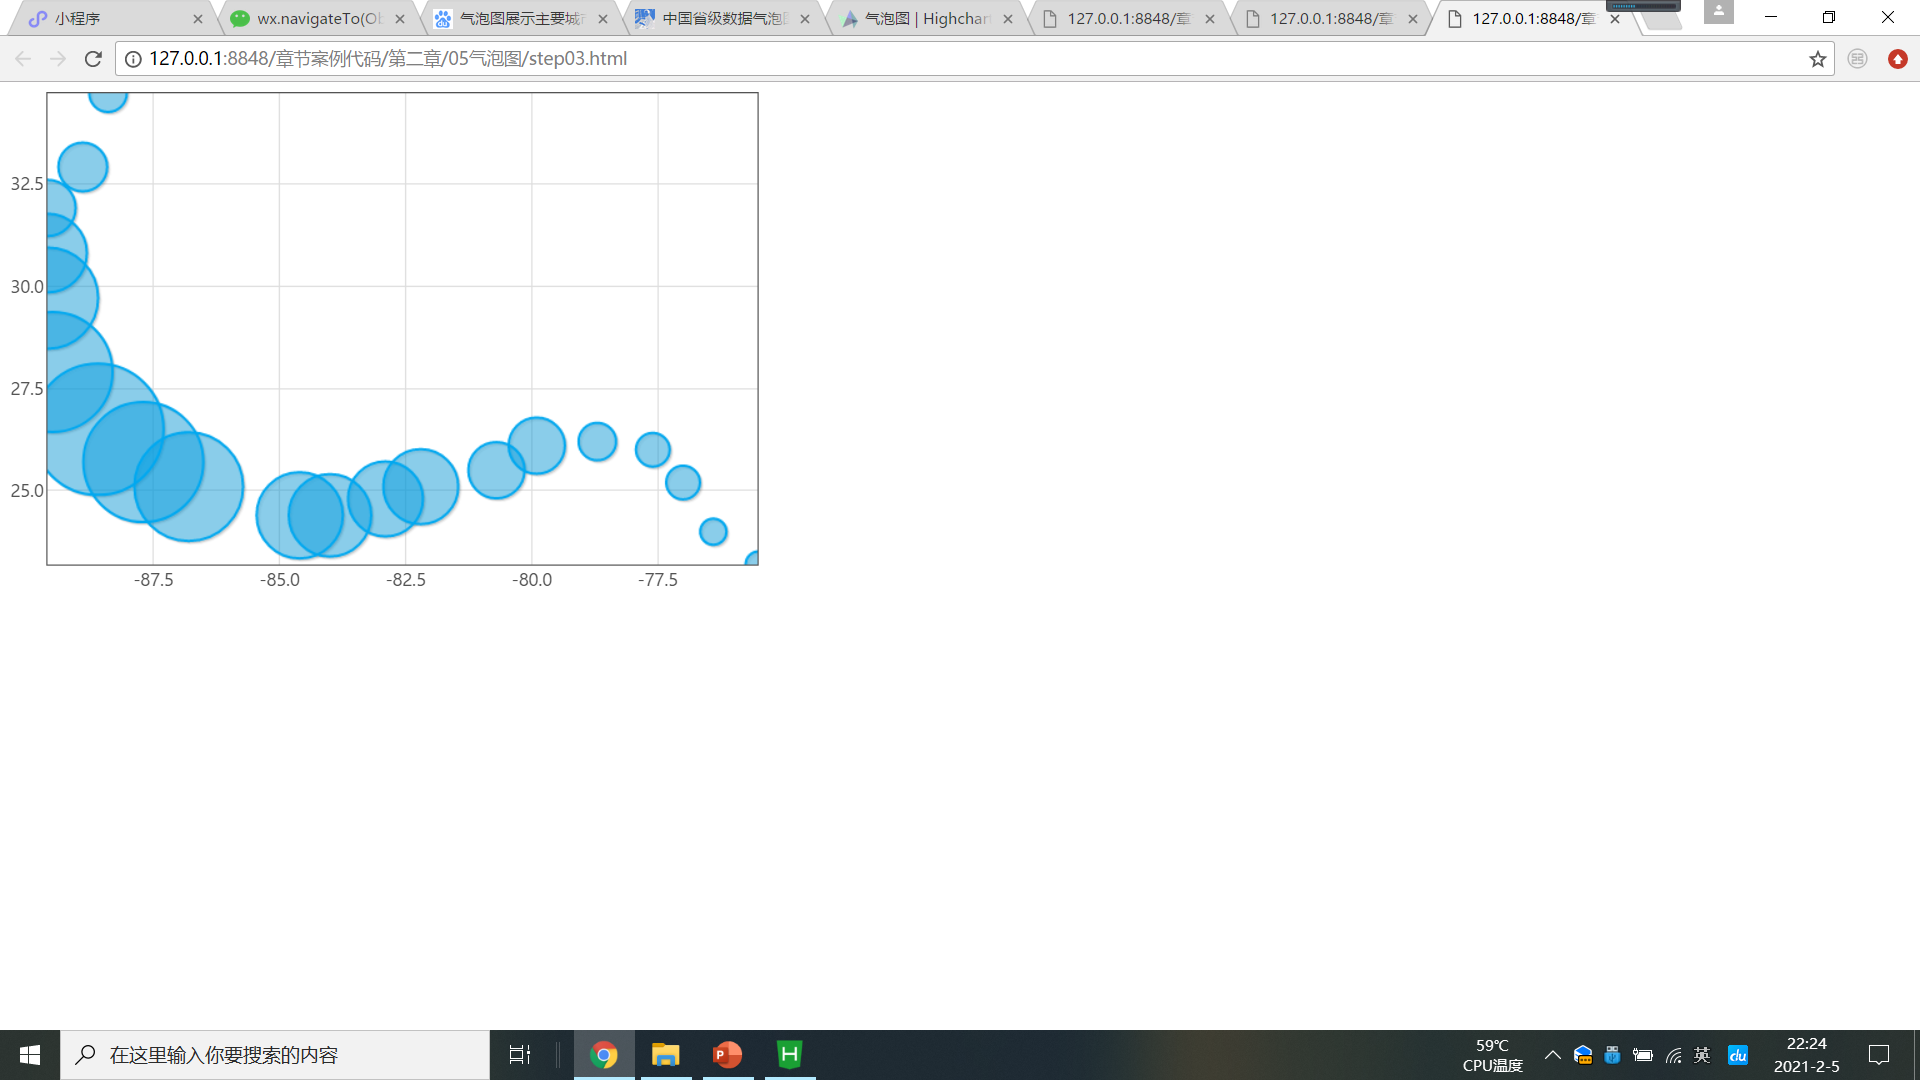 小程序
wx.navigateTo(Ob
气泡图展示主要城市
中国省级数据气泡图
气泡图 | Highchart
127.0.0.1:8848/章
127.0.0.1:8848/章
127.0.0.1:8848/章
127.0.0.1:8848/章节案例代码/第二章/05气泡图/step03.html
32.5
30.0
27.5
25.0
-87.5
-85.0
-82.5
-80.0
-77.5
在这里输入你要搜索的内容
P
H
59℃
CPU温度
英
du
22:24
2021-2-5